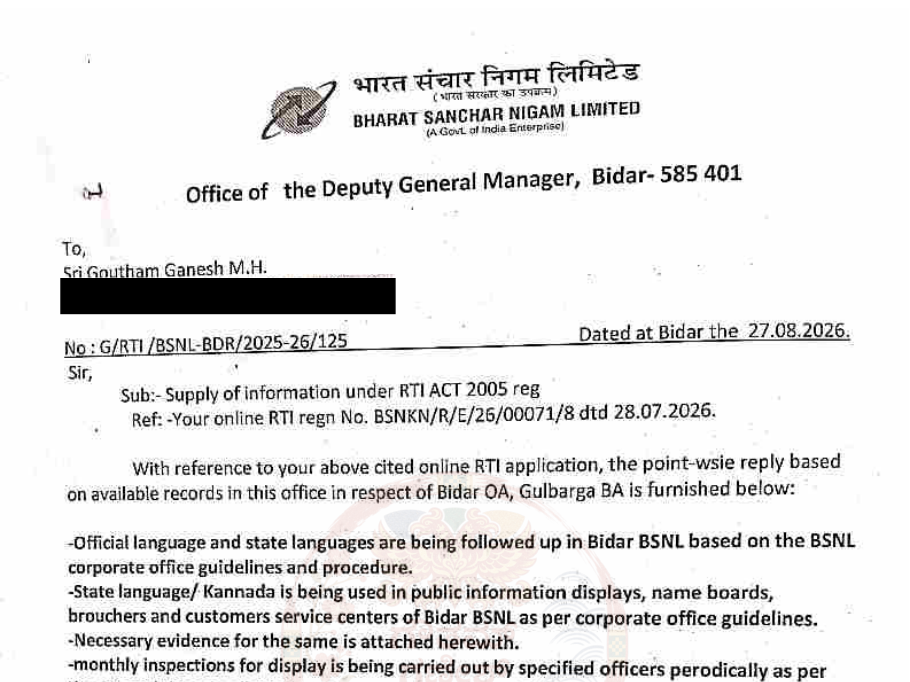 भारत संचार निगम लिमिटेड
(भारत सरकार का उपक्रम)
BHARAT SANCHAR NIGAM LIMITED
(A Govt. of India Enterprise)
Office of the Deputy General Manager, Bidar- 585 401
To,
Sri Goutham Ganesh M.H.
No : G/RTI /BSNL-BDR/2025-26/125 Dated at Bidar the 27.08.2026.
Sir,
Sub:- Supply of information under RTI ACT 2005 reg
Ref: -Your online RTI regn No. BSNKN/R/E/26/00071/8 dtd 28.07.2026.
With reference to your above cited online RTI application, the point-wsie reply based
on available records in this office in respect of Bidar OA, Gulbarga BA is furnished below:
-Official language and state languages are being followed up in Bidar BSNL based on the BSNL
corporate office guidelines and procedure.
-State language/ Kannada is being used in public information displays, name boards,
brouchers and customers service centers of Bidar BSNL as per corporate office guidelines.
-Necessary evidence for the same is attached herewith.
-monthly inspections for display is being carried out by specified officers perodically as per